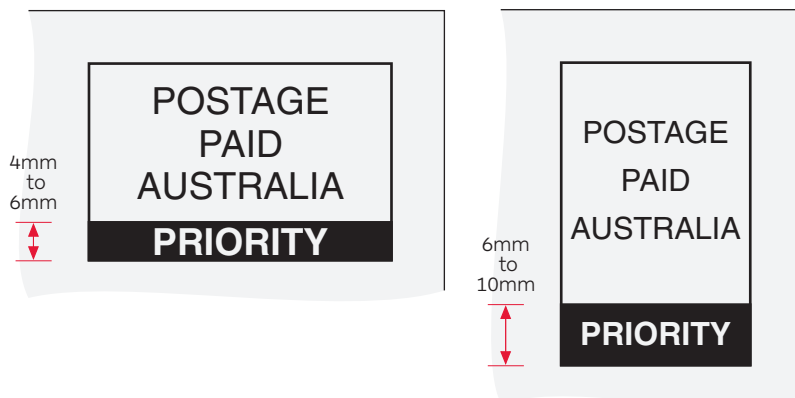 POSTAGE
PAID
AUSTRALIA
PRIORITY
4mm
to
6mm
POSTAGE
PAID
AUSTRALIA
PRIORITY
6mm
to
10mm